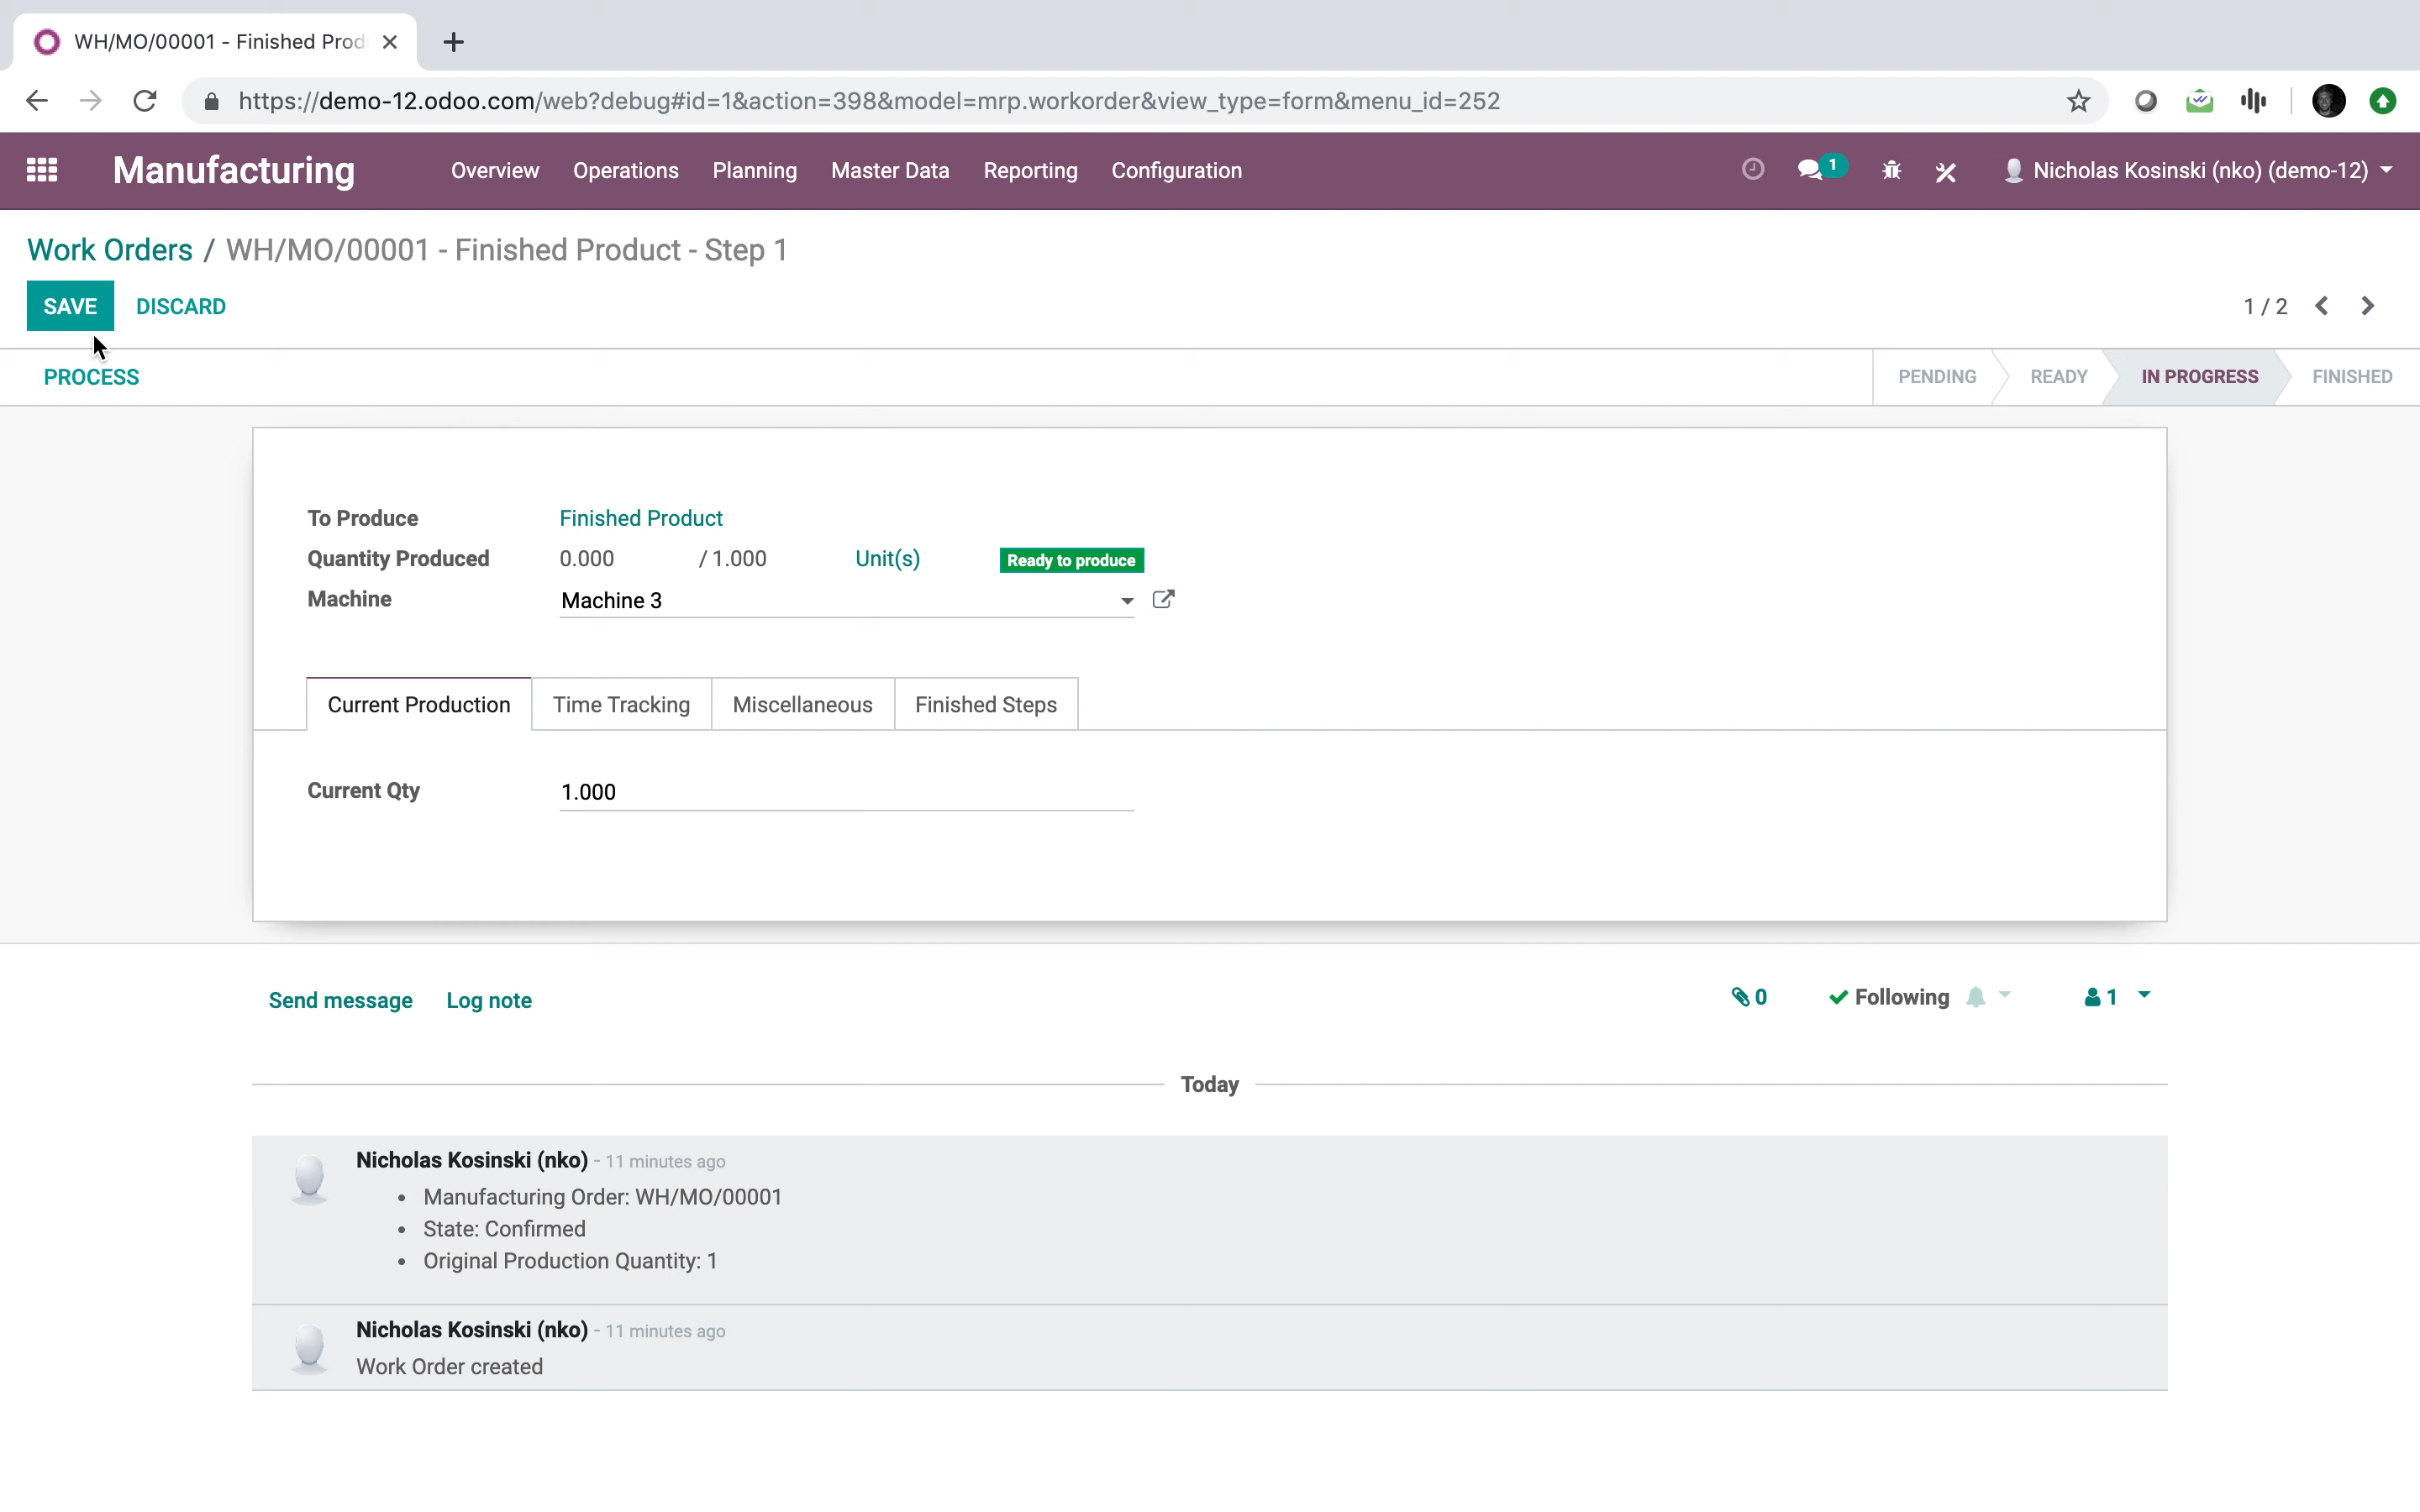 WH/MO/00001 - Finished Prod
https://demo-12.odoo.com/web?debug#id=1&action=398&model=mrp.workorder&view_type=form&menu_id=252
Manufacturing Overview Operations Planning Master Data Reporting Configuration 1 Nicholas Kosinski (nko) (demo-12)
Work Orders / WH/MO/00001 - Finished Product - Step 1
SAVE DISCARD 1 / 2
PROCESS PENDING READY IN PROGRESS FINISHED
To Produce Finished Product
Quantity Produced 0.000 / 1.000 Unit(s) Ready to produce
Machine Machine 3
Current Production Time Tracking Miscellaneous Finished Steps
Current Qty 1.000
Send message Log note 0 Following 1
Today
Nicholas Kosinski (nko) - 11 minutes ago
• Manufacturing Order: WH/MO/00001
• State: Confirmed
• Original Production Quantity: 1
Nicholas Kosinski (nko) - 11 minutes ago
Work Order created